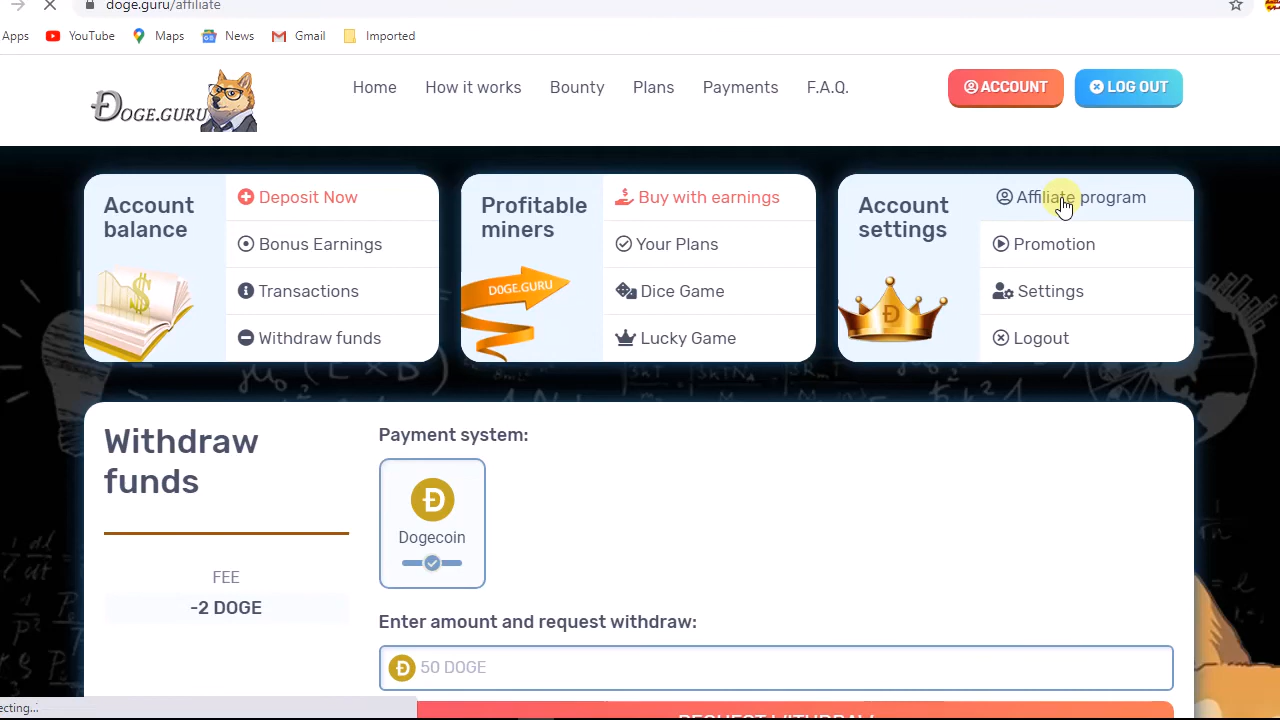 doge.guru/affiliate
Apps YouTube Maps News Gmail Imported
ĐOGE.GURU
Home How it works Bounty Plans Payments F.A.Q.
ACCOUNT LOG OUT
Account balance
Deposit Now
Bonus Earnings
Transactions
Withdraw funds
Profitable miners
DOGE.GURU
Buy with earnings
Your Plans
Dice Game
Lucky Game
Account settings
Affiliate program
Promotion
Settings
Logout
Withdraw
funds
FEE
-2 DOGE
Payment system:
Dogecoin
Enter amount and request withdraw:
50 DOGE
REQUEST WITHDRAW
ecting...